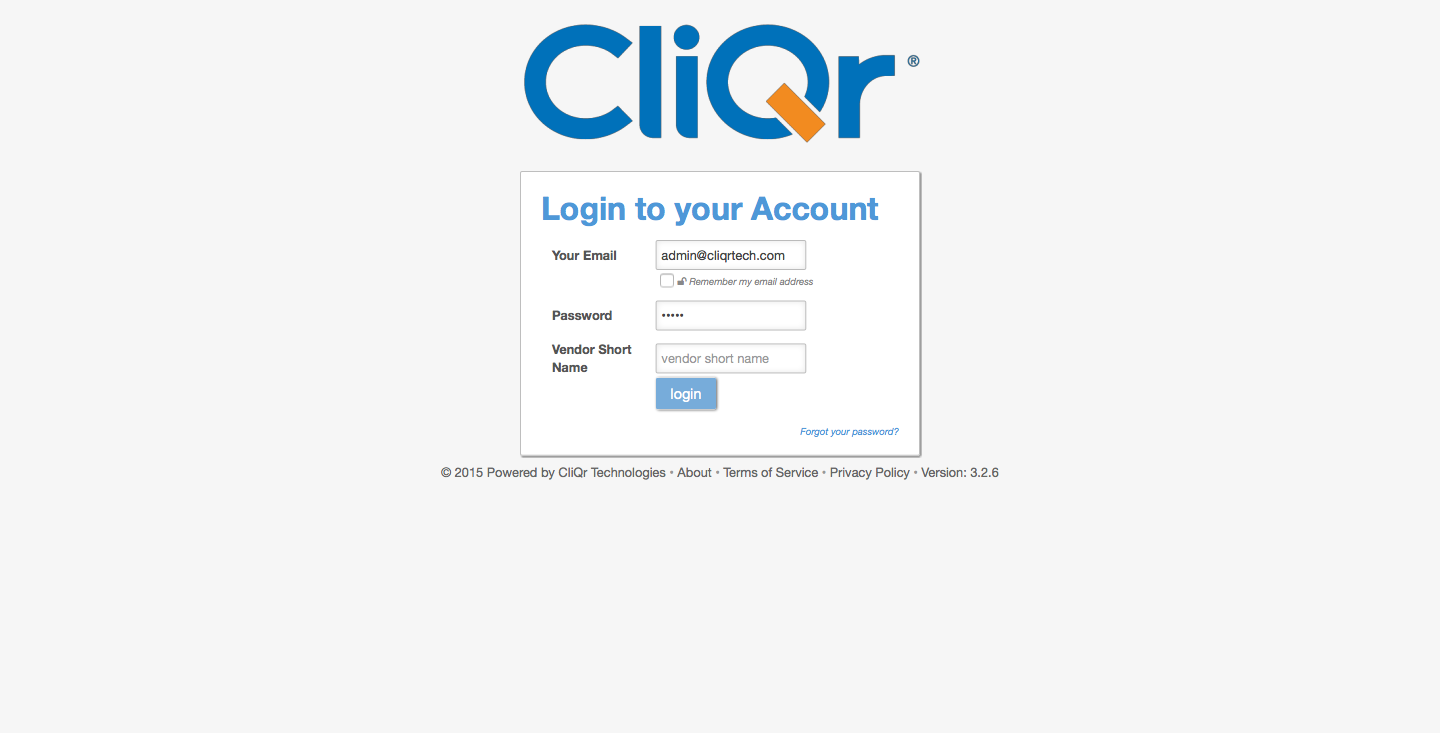 CliQr ®
Login to your Account
Your Email admin@cliqrtech.com
Remember my email address
Password •••••
Vendor Short Name vendor short name
login
Forgot your password?
© 2015 Powered by CliQr Technologies • About • Terms of Service • Privacy Policy • Version: 3.2.6